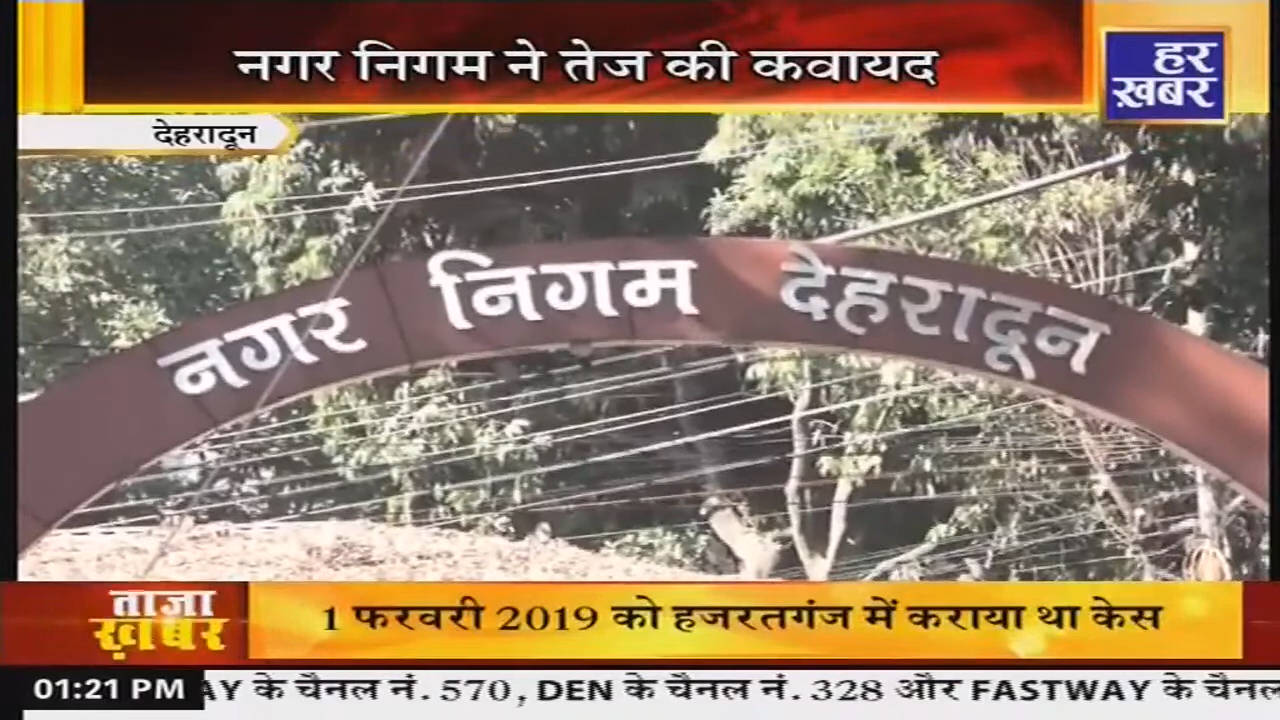 नगर निगम ने तेज की कवायद
हर
ख़बर
देहरादून
नगर निगम देहरादून
ताजा
ख़बर
1 फरवरी 2019 को हजरतगंज में कराया था केस
01:21 PM
AY के चैनल नं. 570, DEN के चैनल नं. 328 और FASTWAY के चैनल